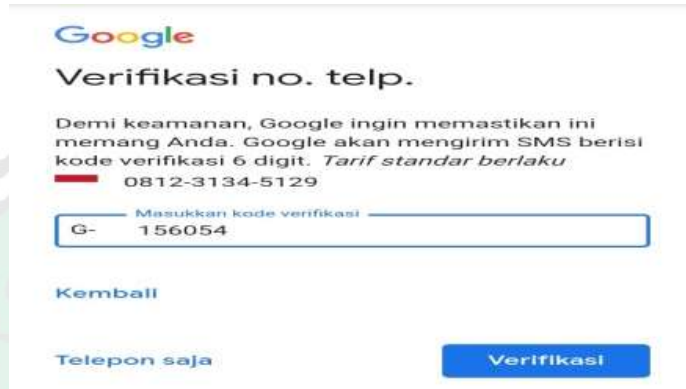 Google
Verifikasi no. telp.
Demi keamanan, Google ingin memastikan ini
memang Anda. Google akan mengirim SMS berisi
kode verifikasi 6 digit. Tarif standar berlaku
0812-3134-5129
Masukkan kode verifikasi
G- 156054
Kembali
Telepon saja
Verifikasi